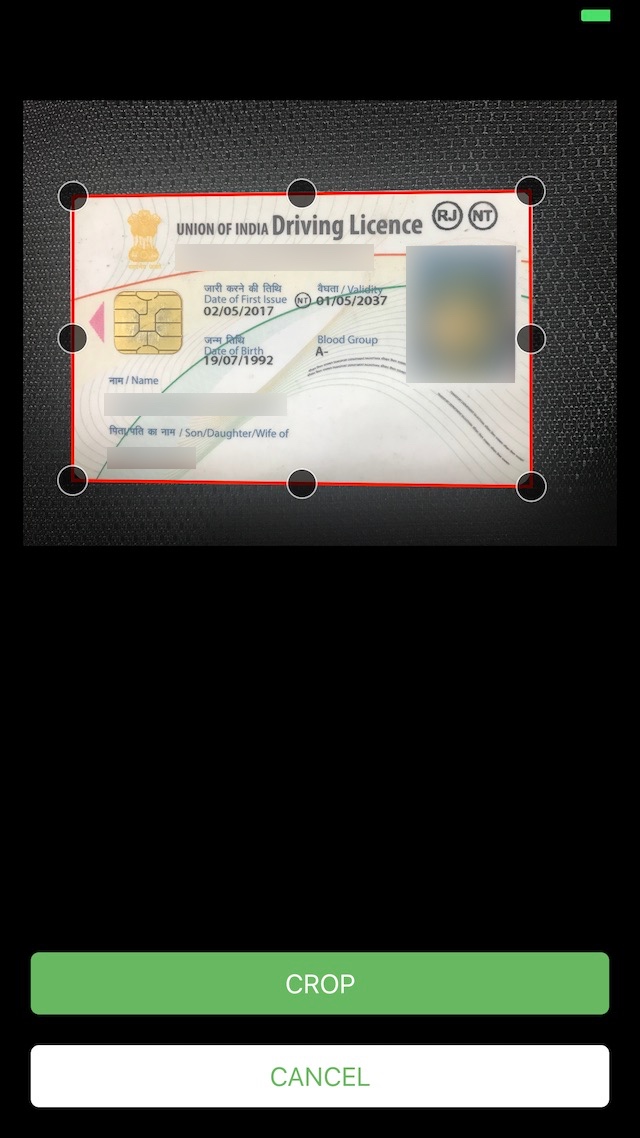 UNION OF INDIA Driving Licence RJ NT
जारी करने की तिथि
Date of First Issue
02/05/2017
वैधता / Validity
NT 01/05/2037
जन्म तिथि
Date of Birth
19/07/1992
Blood Group
A-
नाम / Name
पिता/पति का नाम / Son/Daughter/Wife of
CROP
CANCEL